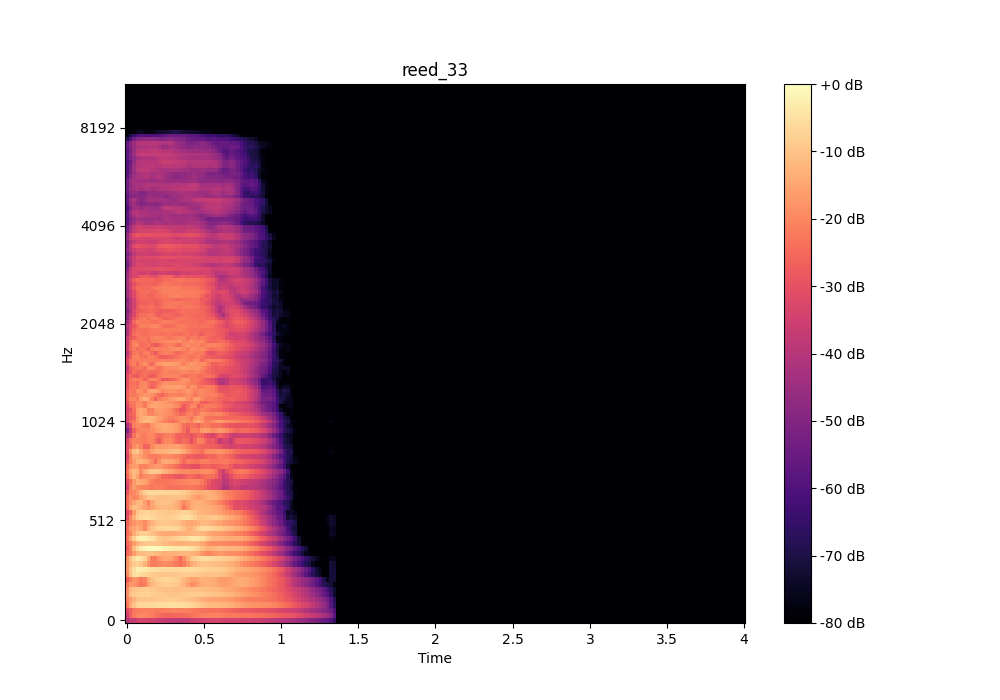 reed_33
+0 dB
8192
-10 dB
-20 dB
4096
-30 dB
2048
Hz
-40 dB
1024
-50 dB
-60 dB
512
-70 dB
0
-80 dB
0 0.5 1 1.5 2 2.5 3 3.5 4
Time